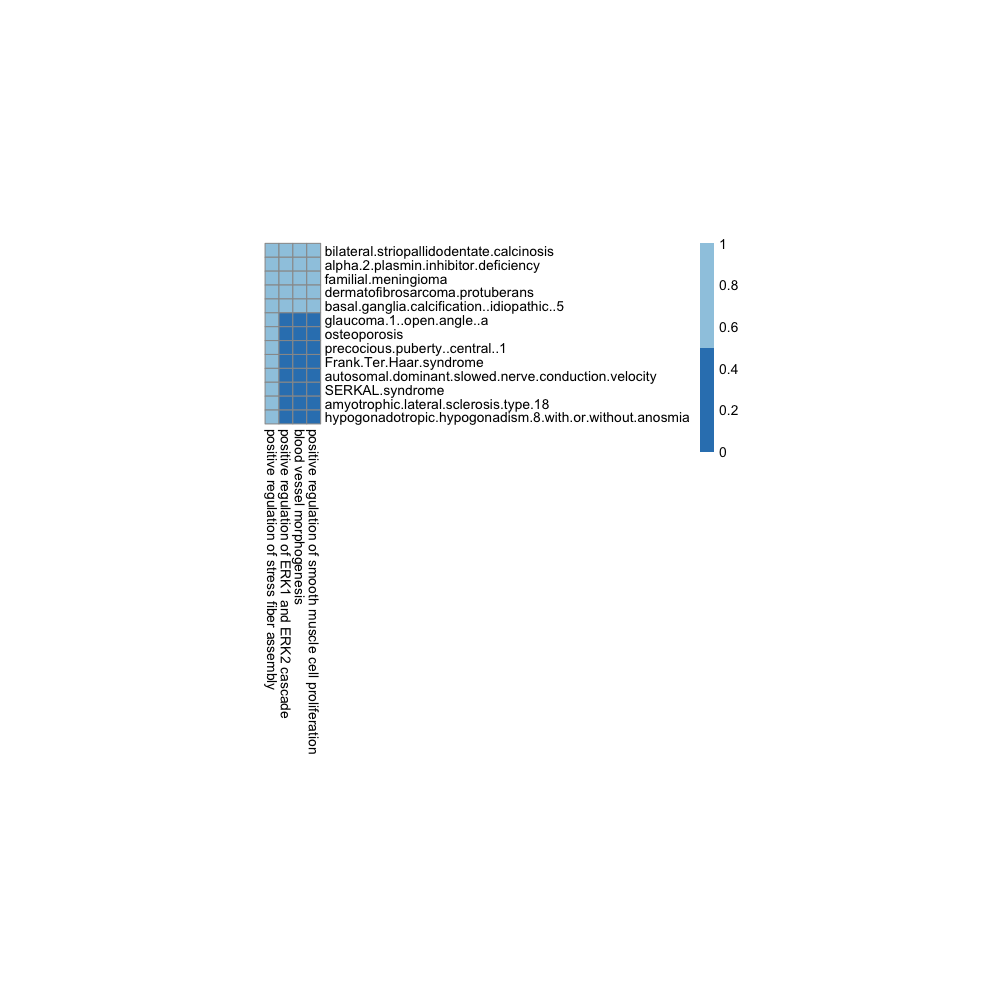 bilateral.striopallidodentate.calcinosis
alpha.2.plasmin.inhibitor.deficiency
familial.meningioma
dermatofibrosarcoma.protuberans
basal.ganglia.calcification..idiopathic..5
glaucoma.1..open.angle..a
osteoporosis
precocious.puberty..central..1
Frank.Ter.Haar.syndrome
autosomal.dominant.slowed.nerve.conduction.velocity
SERKAL.syndrome
amyotrophic.lateral.sclerosis.type.18
hypogonadotropic.hypogonadism.8.with.or.without.anosmia
positive regulation of stress fiber assembly
positive regulation of ERK1 and ERK2 cascade
blood vessel morphogenesis
positive regulation of smooth muscle cell proliferation
1
0.8
0.6
0.4
0.2
0